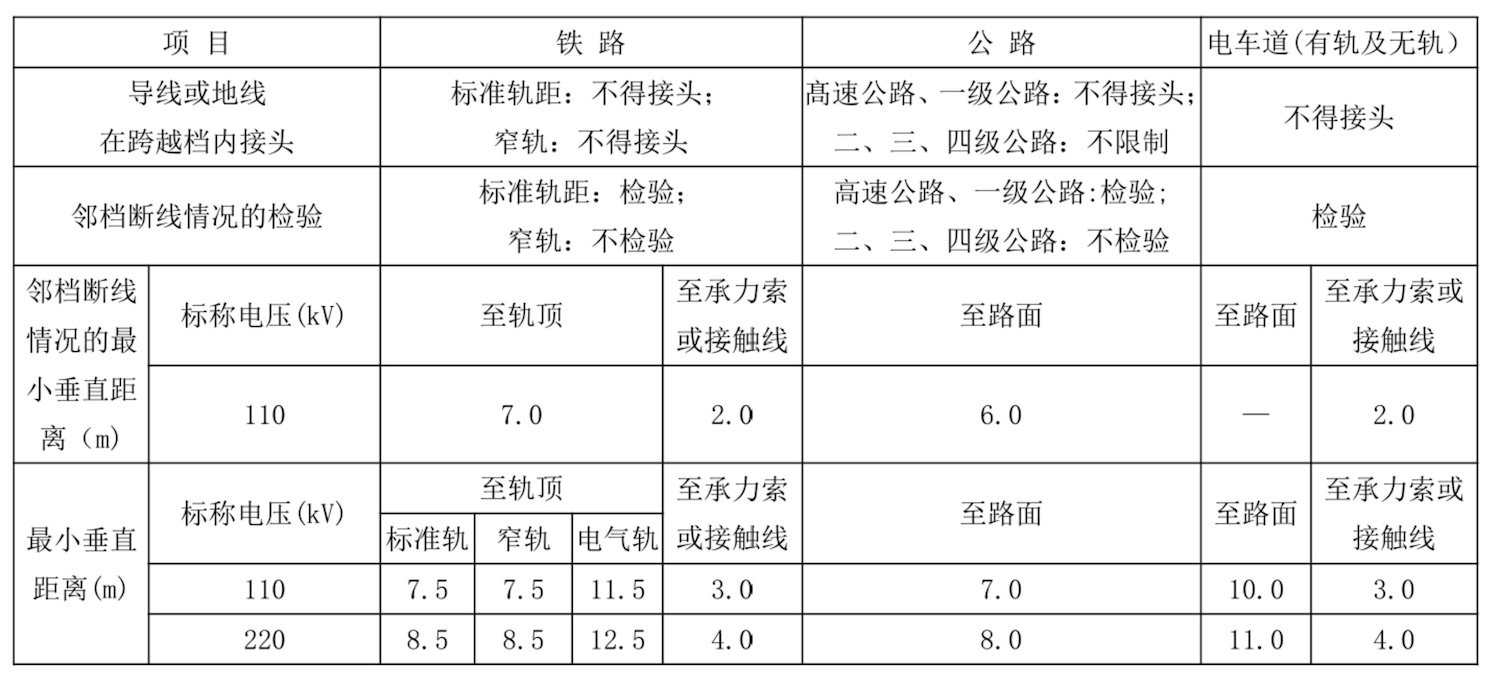 项 目
铁 路
公 路
电车道(有轨及无轨）
导线或地线
在跨越档内接头
标准轨距：不得接头；
窄轨：不得接头
高速公路、一级公路：不得接头；
二、三、四级公路：不限制
不得接头
邻档断线情况的检验
标准轨距：检验；
窄轨：不检验
高速公路、一级公路:检验;
二、三、四级公路：不检验
检验
邻档断线
情况的最
小垂直距
离（m)
标称电压(kV)
至轨顶
至承力索
或接触线
至路面
至路面
至承力索或
接触线
110
7.0
2.0
6.0
—
2.0
最小垂直
距离(m)
标称电压(kV)
至轨顶
标准轨
窄轨
电气轨
至承力索
或接触线
至路面
至路面
至承力索或
接触线
110
7.5
7.5
11.5
3.0
7.0
10.0
3.0
220
8.5
8.5
12.5
4.0
8.0
11.0
4.0